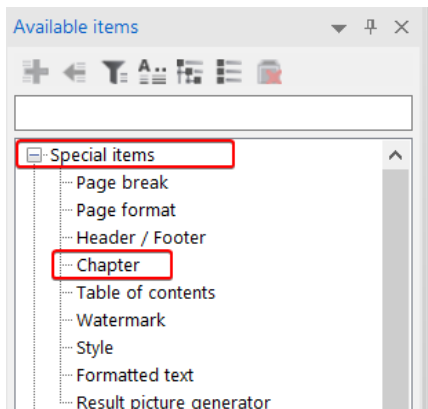 Available items
Special items
Page break
Page format
Header / Footer
Chapter
Table of contents
Watermark
Style
Formatted text
Result picture generator